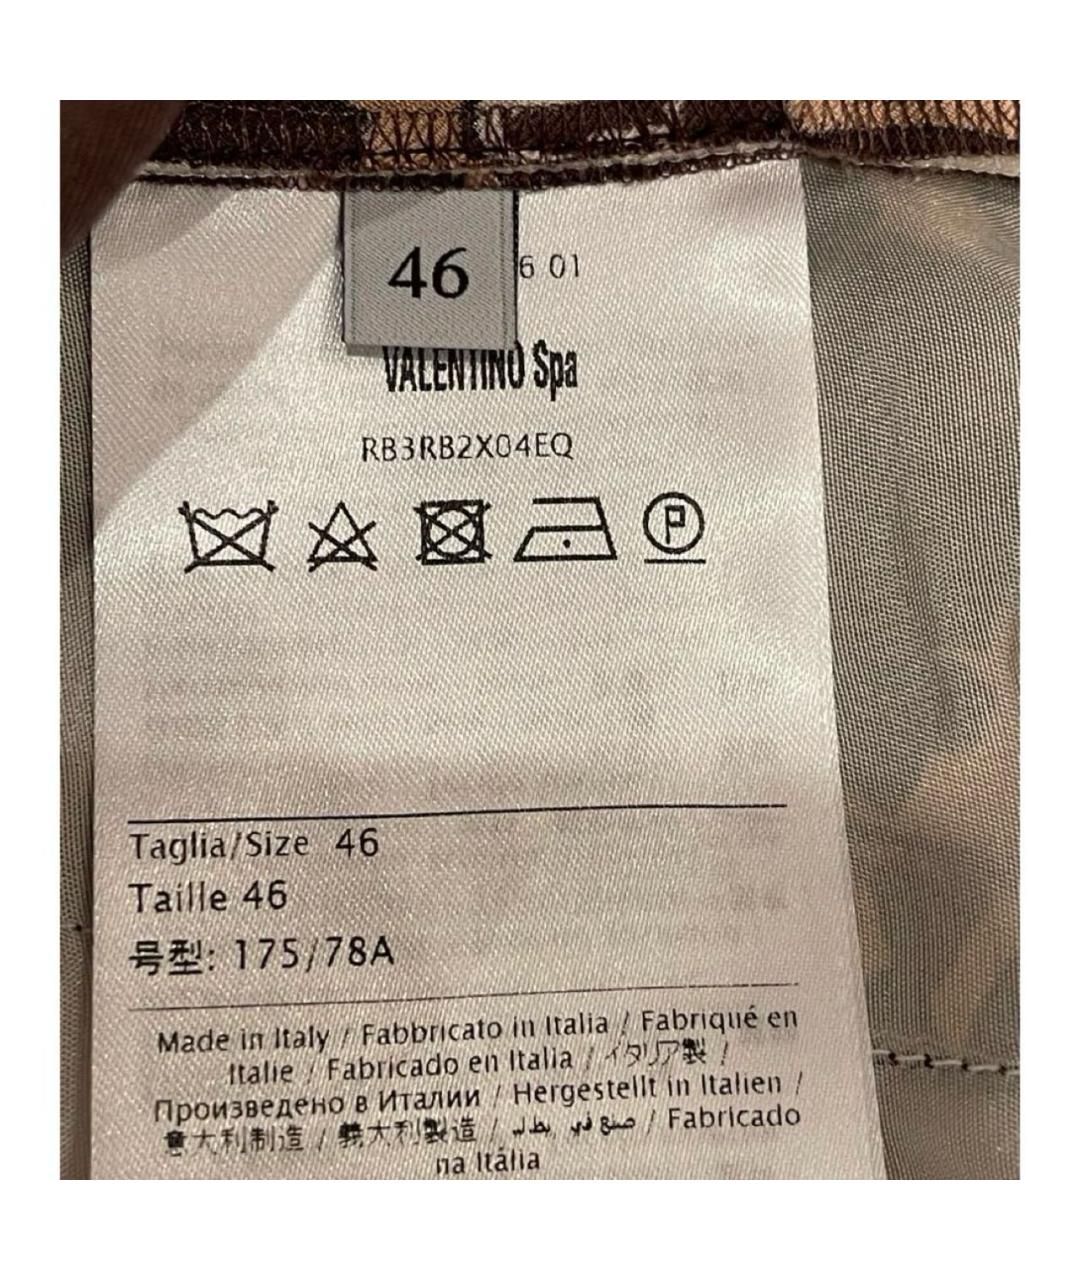 46
6 01
VALENTINO Spa
RB3RB2X04EQ
P
Taglia/Size 46
Taille 46
号型: 175/78A
Made in Italy / Fabbricato in Italia / Fabriqué en
Italie / Fabricado en Italia / イタリア製 /
Произведено в Италии / Hergestellt in Italien /
意大利制造 / 義大利製造 / صنع في / Fabricado
na Itália